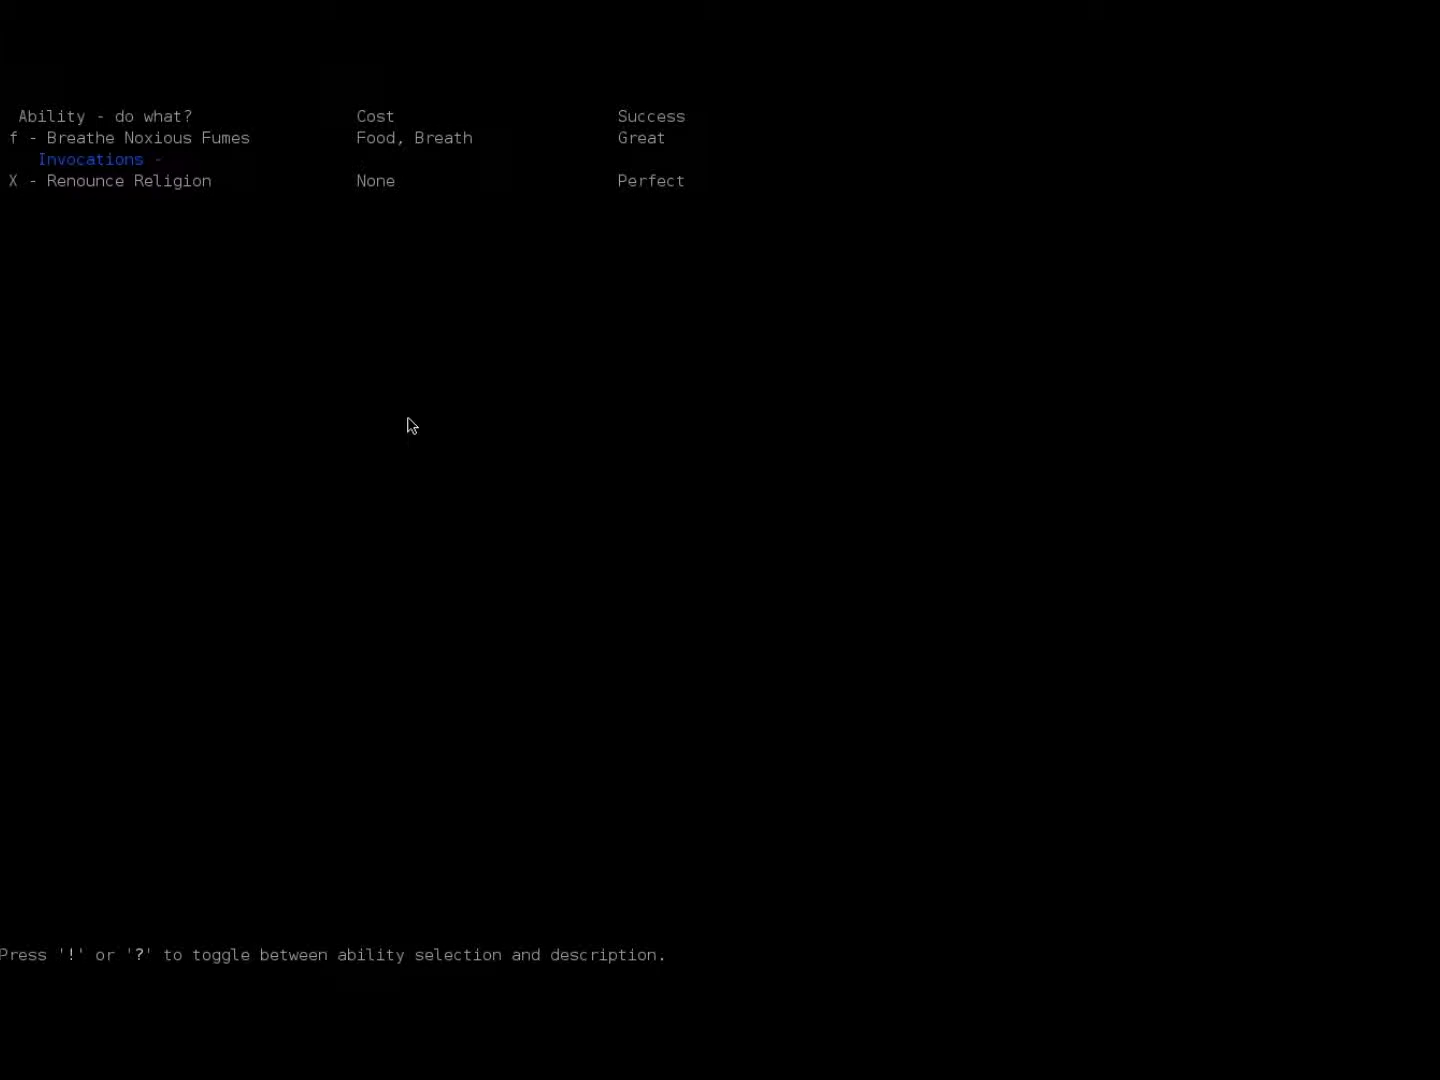 Ability - do what? Cost Success
f - Breathe Noxious Fumes Food, Breath Great
Invocations -
X - Renounce Religion None Perfect
Press '!' or '?' to toggle between ability selection and description.